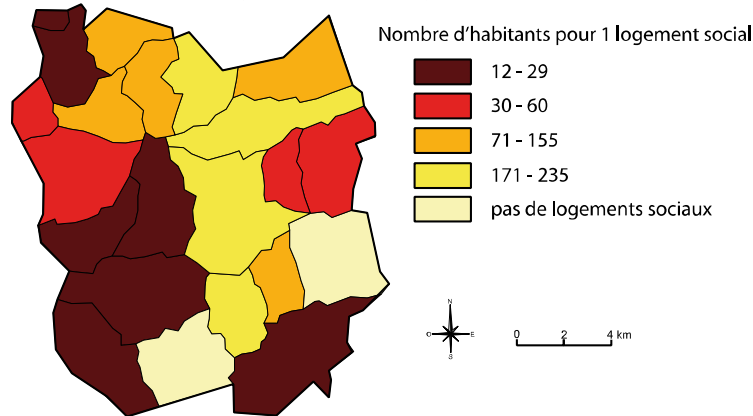 Nombre d'habitants pour 1 logement social
12 - 29
30 - 60
71 - 155
171 - 235
pas de logements sociaux
N
O E
S
0 2 4 km